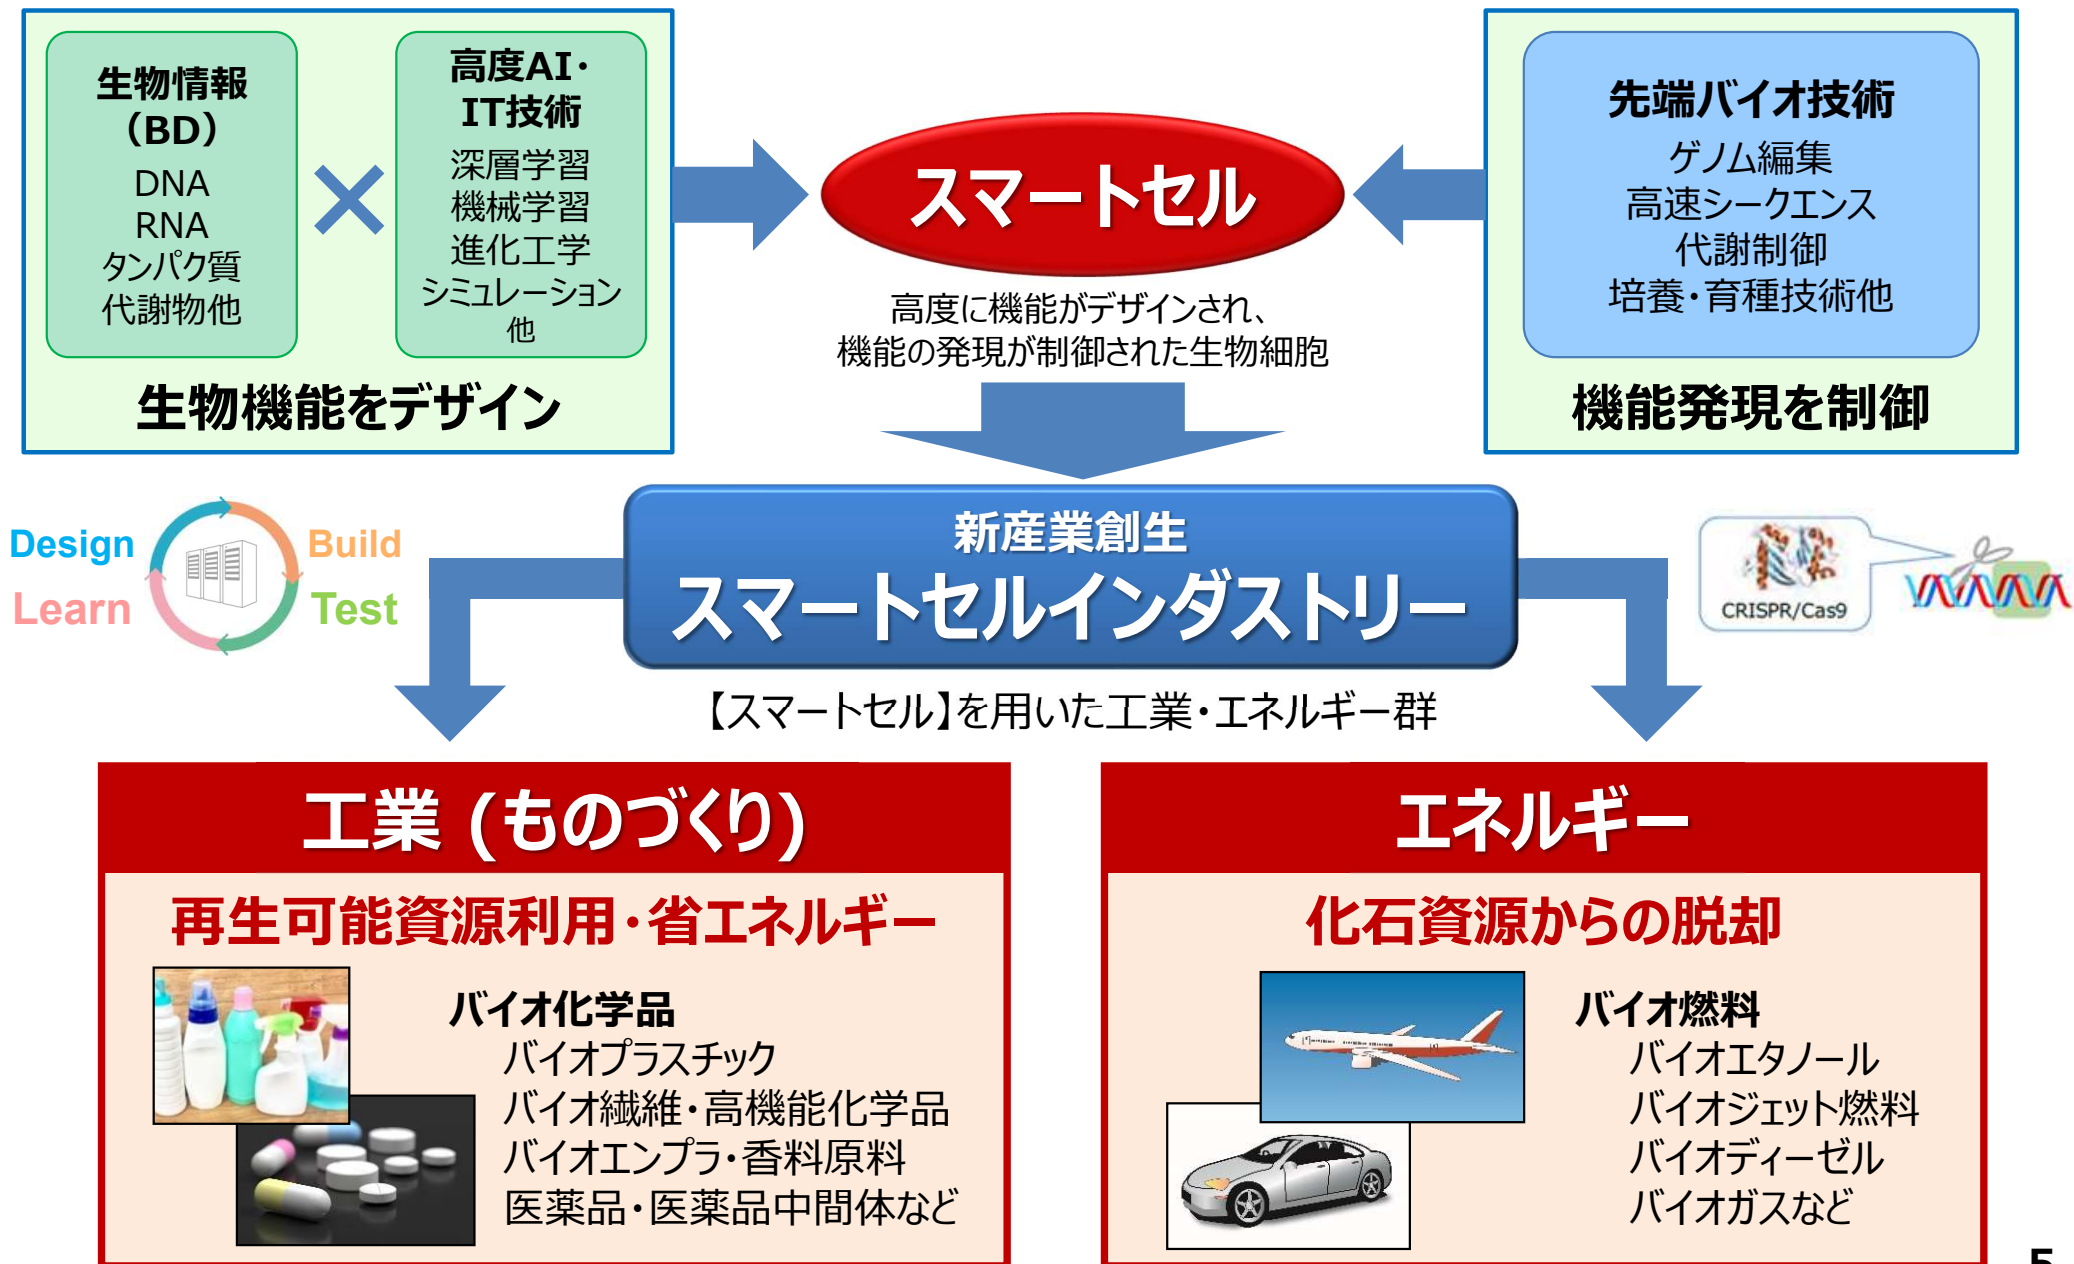 生物情報
（BD）
DNA
RNA
タンパク質
代謝物他
高度AI・
IT技術
深層学習
機械学習
進化工学
シミュレーション
他
生物機能をデザイン
スマートセル
高度に機能がデザインされ、
機能の発現が制御された生物細胞
先端バイオ技術
ゲノム編集
高速シークエンス
代謝制御
培養・育種技術他
機能発現を制御
Design
Build
Learn
Test
新産業創生
スマートセルインダストリー
【スマートセル】を用いた工業・エネルギー群
CRISPR/Cas9
工業 (ものづくり)
再生可能資源利用・省エネルギー
バイオ化学品
バイオプラスチック
バイオ繊維・高機能化学品
バイオエンプラ・香料原料
医薬品・医薬品中間体など
エネルギー
化石資源からの脱却
バイオ燃料
バイオエタノール
バイオジェット燃料
バイオディーゼル
バイオガスなど
5